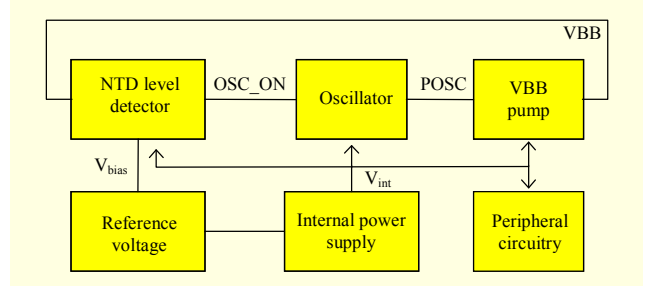 VBB
NTD level
detector
OSC_ON
Oscillator
POSC
VBB
pump
Vbias
Vint
Reference
voltage
Internal power
supply
Peripheral
circuitry